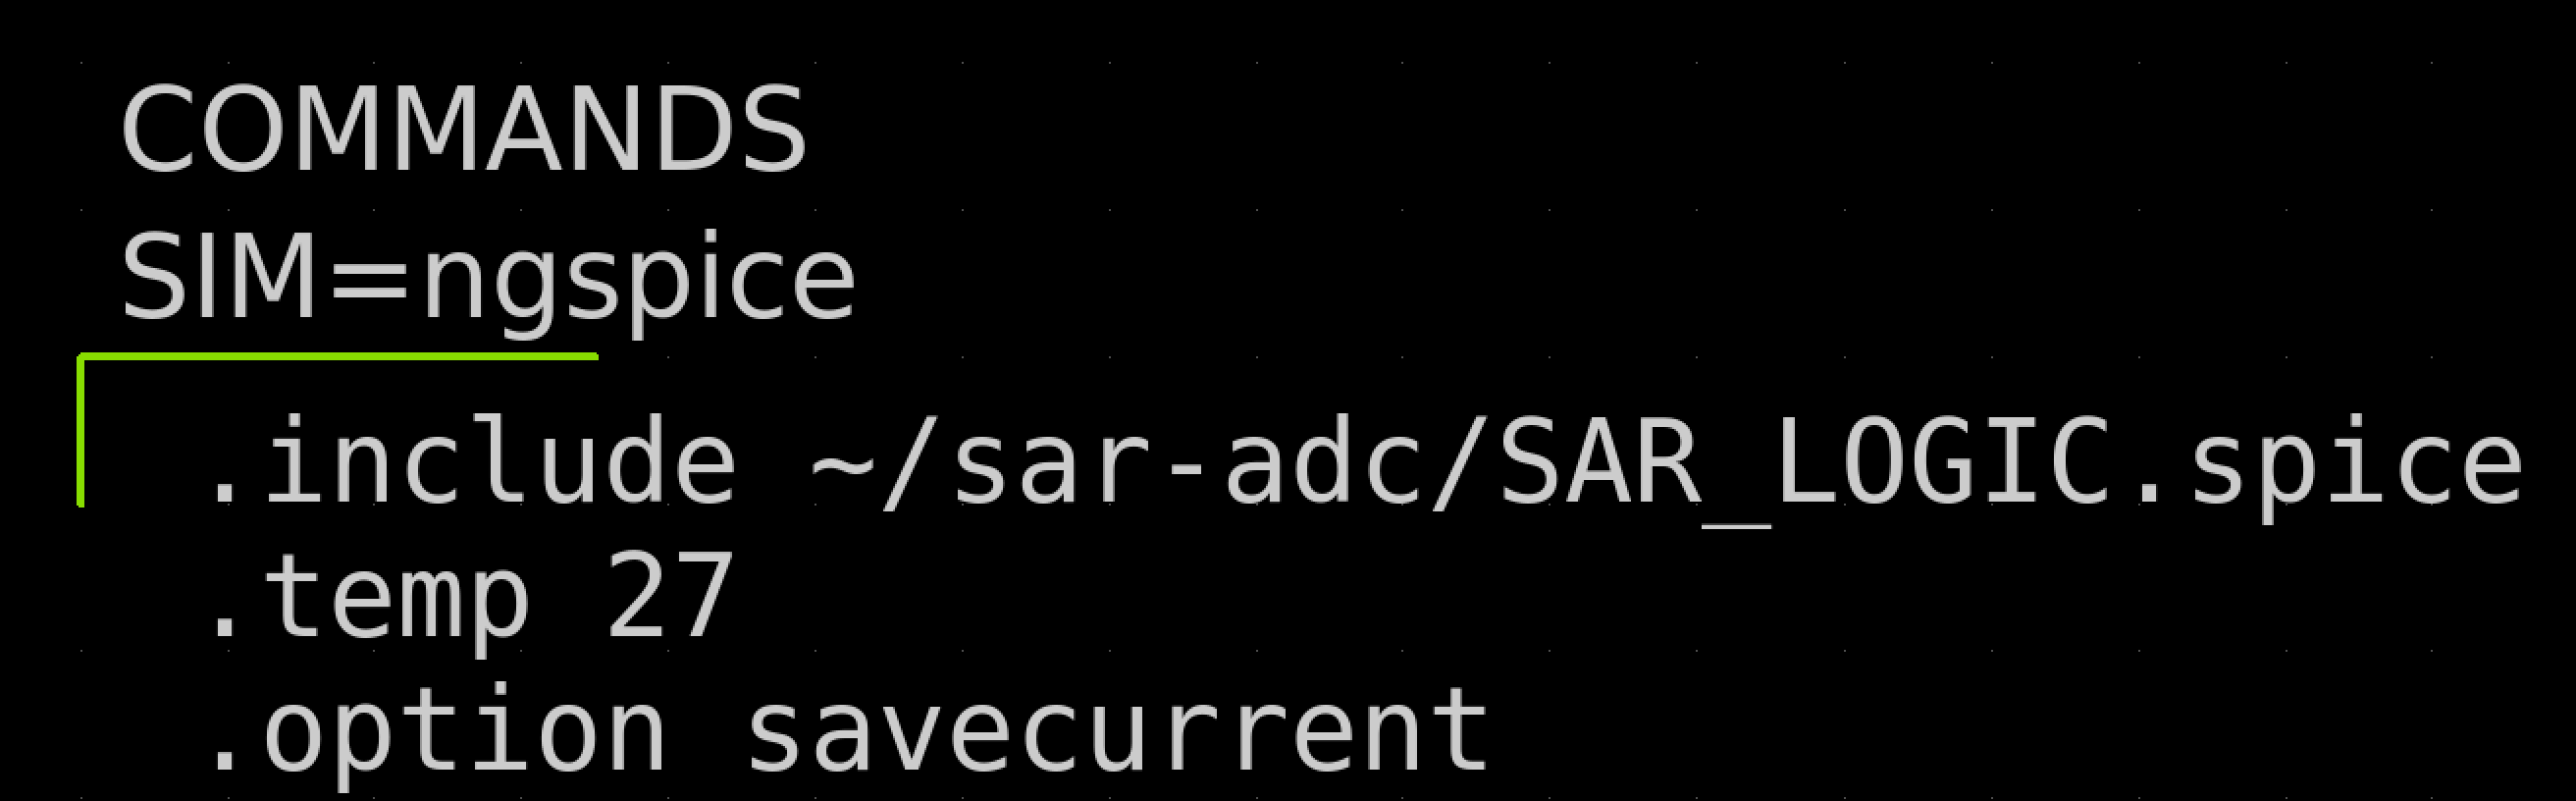 COMMANDS
SIM=ngspice
.include ~/sar-adc/SAR_LOGIC.spice
.temp 27
.option savecurrent